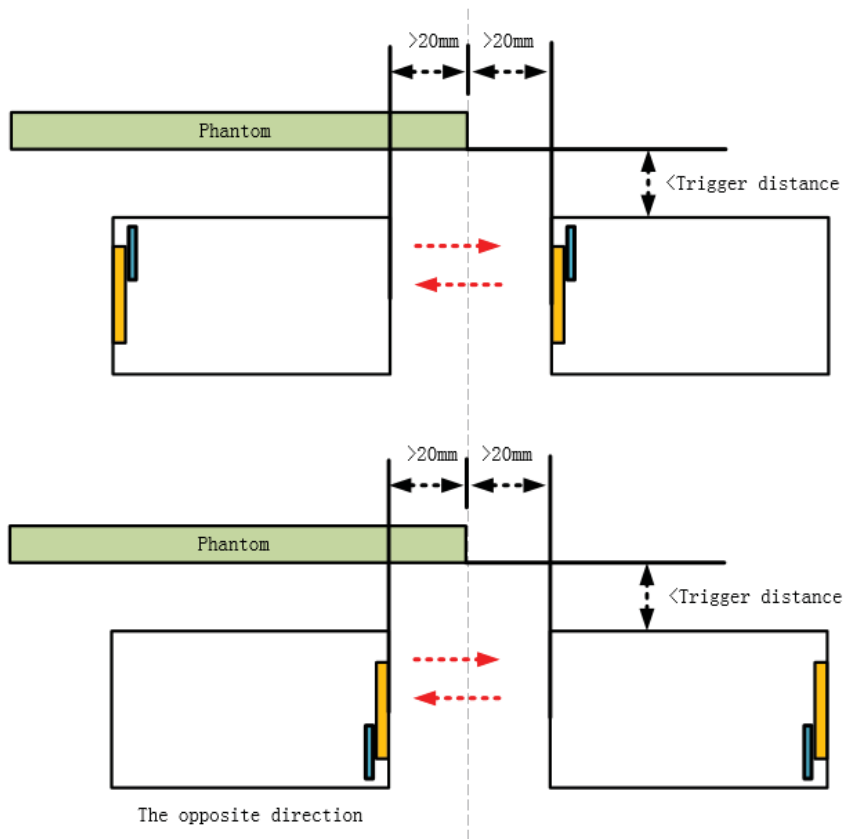 >20mm >20mm
Phantom
<Trigger distance
>20mm >20mm
Phantom
<Trigger distance
The opposite direction